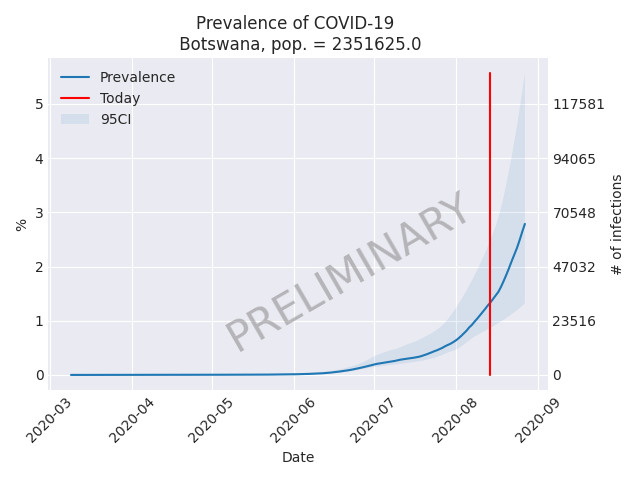 Prevalence of COVID-19
Botswana, pop. = 2351625.0
Prevalence
Today
95CI
PRELIMINARY
%
5
4
3
2
1
0
117581
94065
70548
47032
23516
0
# of infections
2020-03
2020-04
2020-05
2020-06
2020-07
2020-08
2020-09
Date